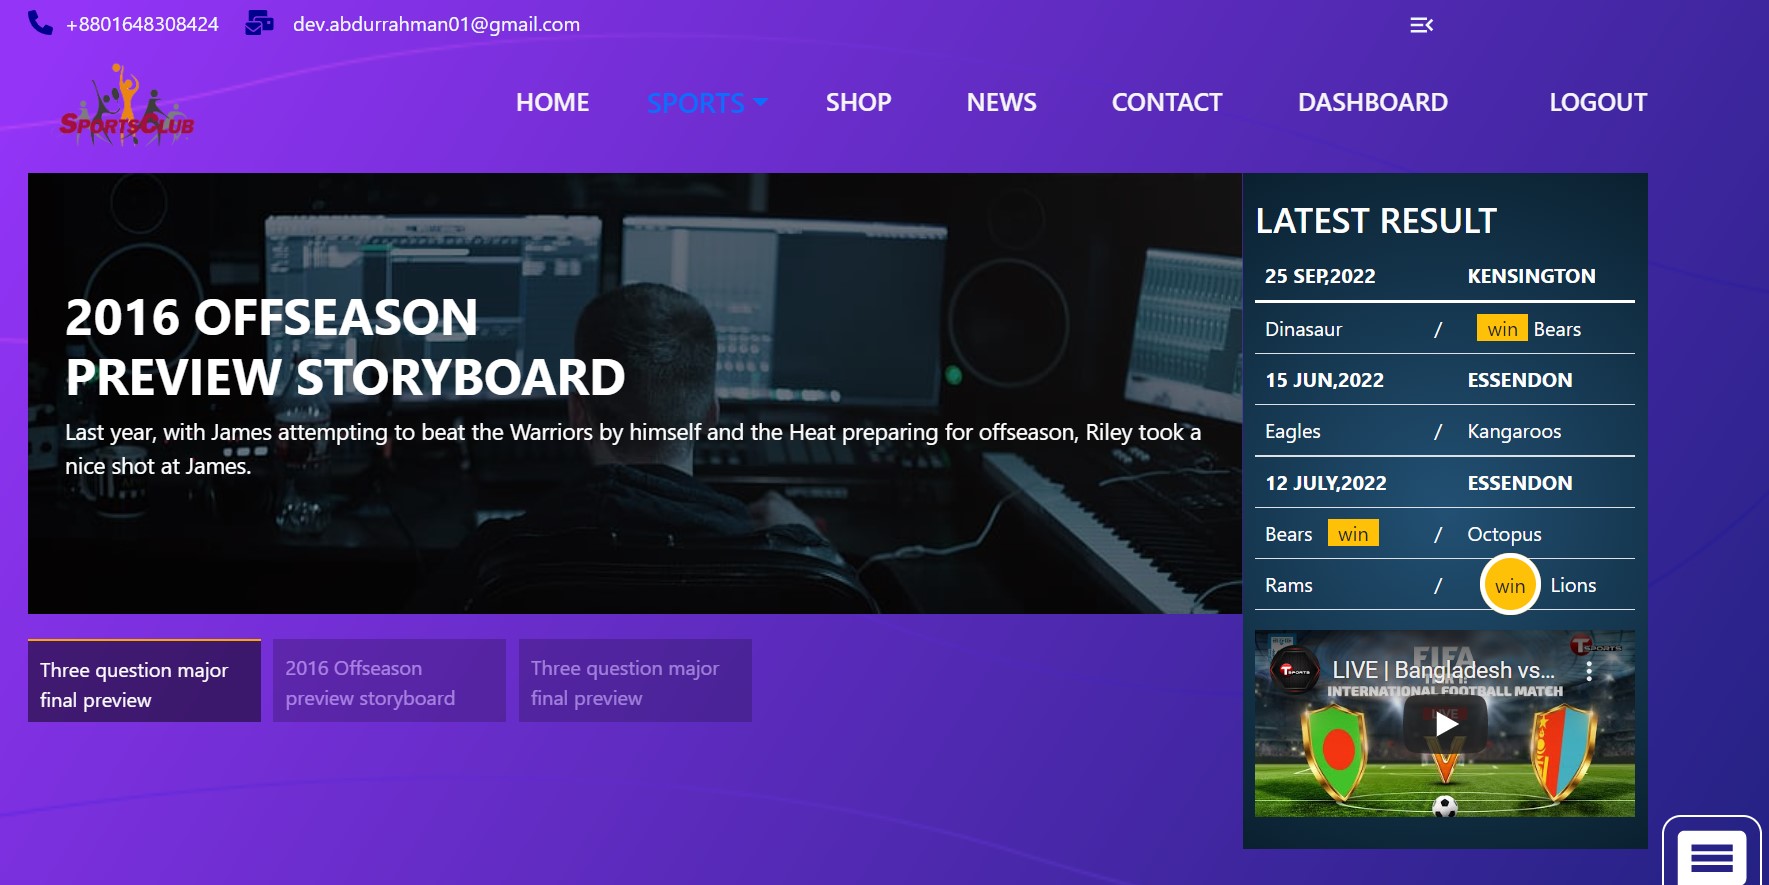 +8801648308424 dev.abdurrahman01@gmail.com
SPORTSCLUB
HOME SPORTS SHOP NEWS CONTACT DASHBOARD LOGOUT
2016 OFFSEASON
PREVIEW STORYBOARD
Last year, with James attempting to beat the Warriors by himself and the Heat preparing for offseason, Riley took a
nice shot at James.
Three question major
final preview
2016 Offseason
preview storyboard
Three question major
final preview
LATEST RESULT
25 SEP,2022 KENSINGTON
Dinasaur / win Bears
15 JUN,2022 ESSENDON
Eagles / Kangaroos
12 JULY,2022 ESSENDON
Bears win / Octopus
Rams / win Lions
T SPORTS
FIFA
T SPORTS LIVE | Bangladesh vs...
INTERNATIONAL FOOTBALL MATCH
LIVE
V